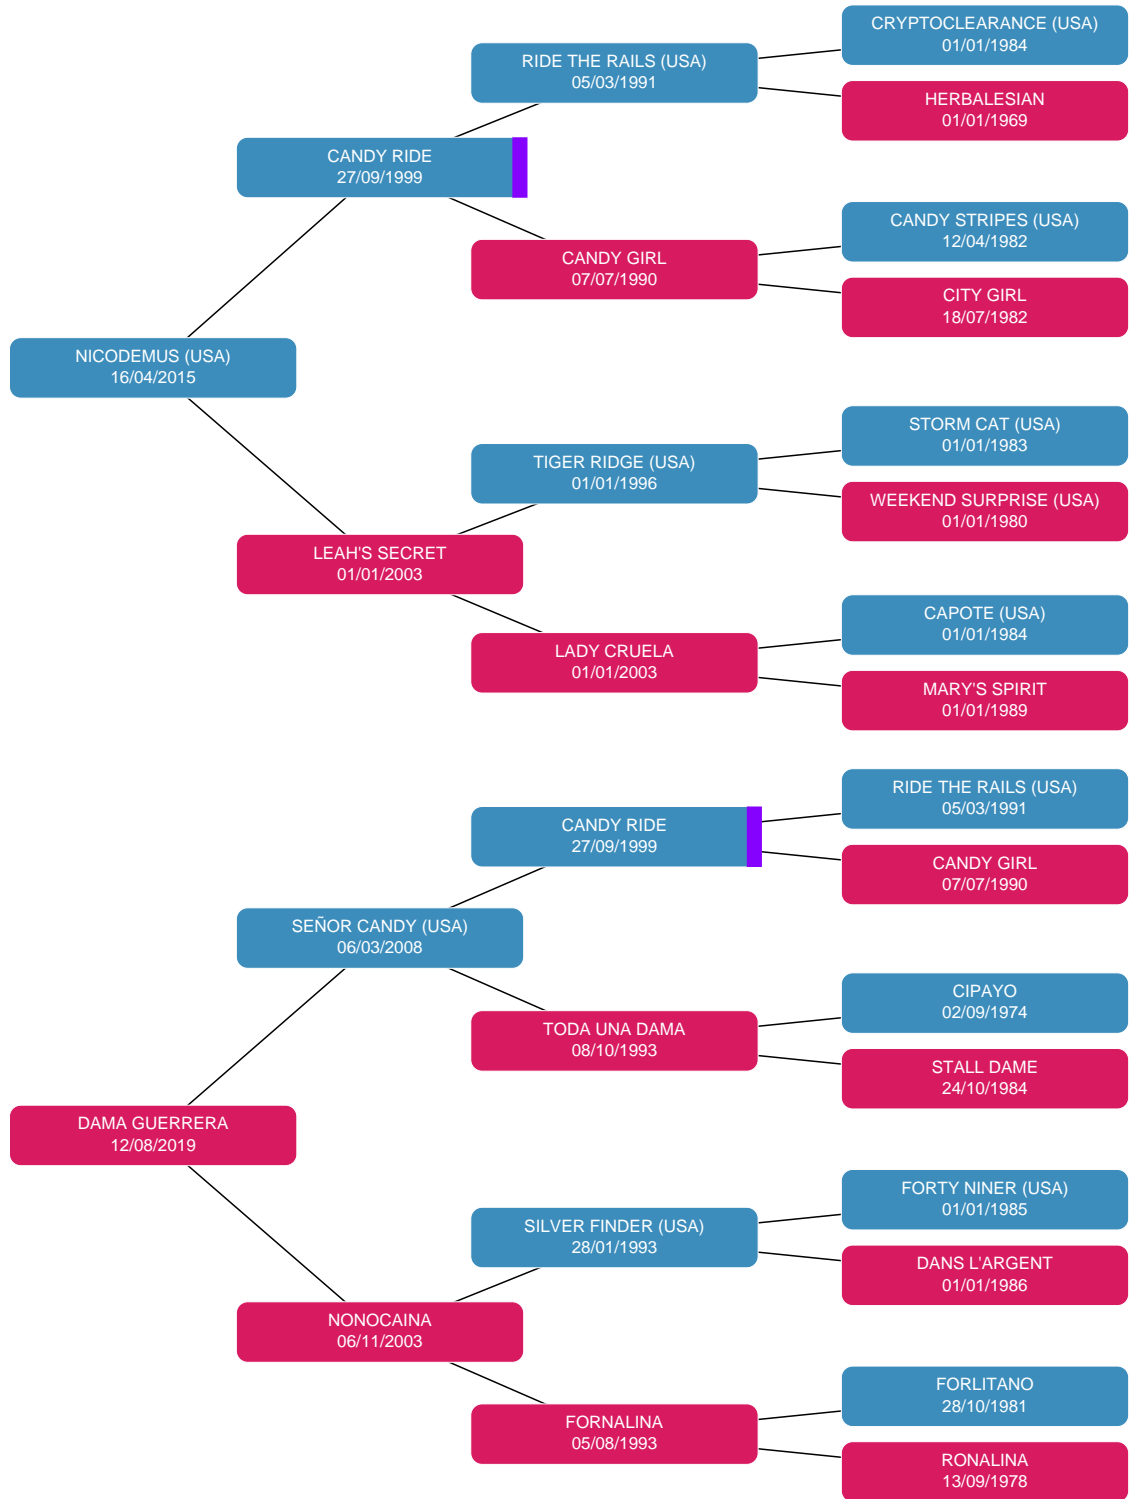 CRYPTOCLEARANCE (USA)
01/01/1984
RIDE THE RAILS (USA)
05/03/1991
HERBALESIAN
01/01/1969
CANDY RIDE
27/09/1999
CANDY STRIPES (USA)
12/04/1982
CANDY GIRL
07/07/1990
CITY GIRL
18/07/1982
NICODEMUS (USA)
16/04/2015
STORM CAT (USA)
01/01/1983
TIGER RIDGE (USA)
01/01/1996
WEEKEND SURPRISE (USA)
01/01/1980
LEAH'S SECRET
01/01/2003
CAPOTE (USA)
01/01/1984
LADY CRUELA
01/01/2003
MARY'S SPIRIT
01/01/1989
RIDE THE RAILS (USA)
05/03/1991
CANDY RIDE
27/09/1999
CANDY GIRL
07/07/1990
SEÑOR CANDY (USA)
06/03/2008
CIPAYO
02/09/1974
TODA UNA DAMA
08/10/1993
STALL DAME
24/10/1984
DAMA GUERRERA
12/08/2019
FORTY NINER (USA)
01/01/1985
SILVER FINDER (USA)
28/01/1993
DANS L'ARGENT
01/01/1986
NONOCAINA
06/11/2003
FORLITANO
28/10/1981
FORNALINA
05/08/1993
RONALINA
13/09/1978